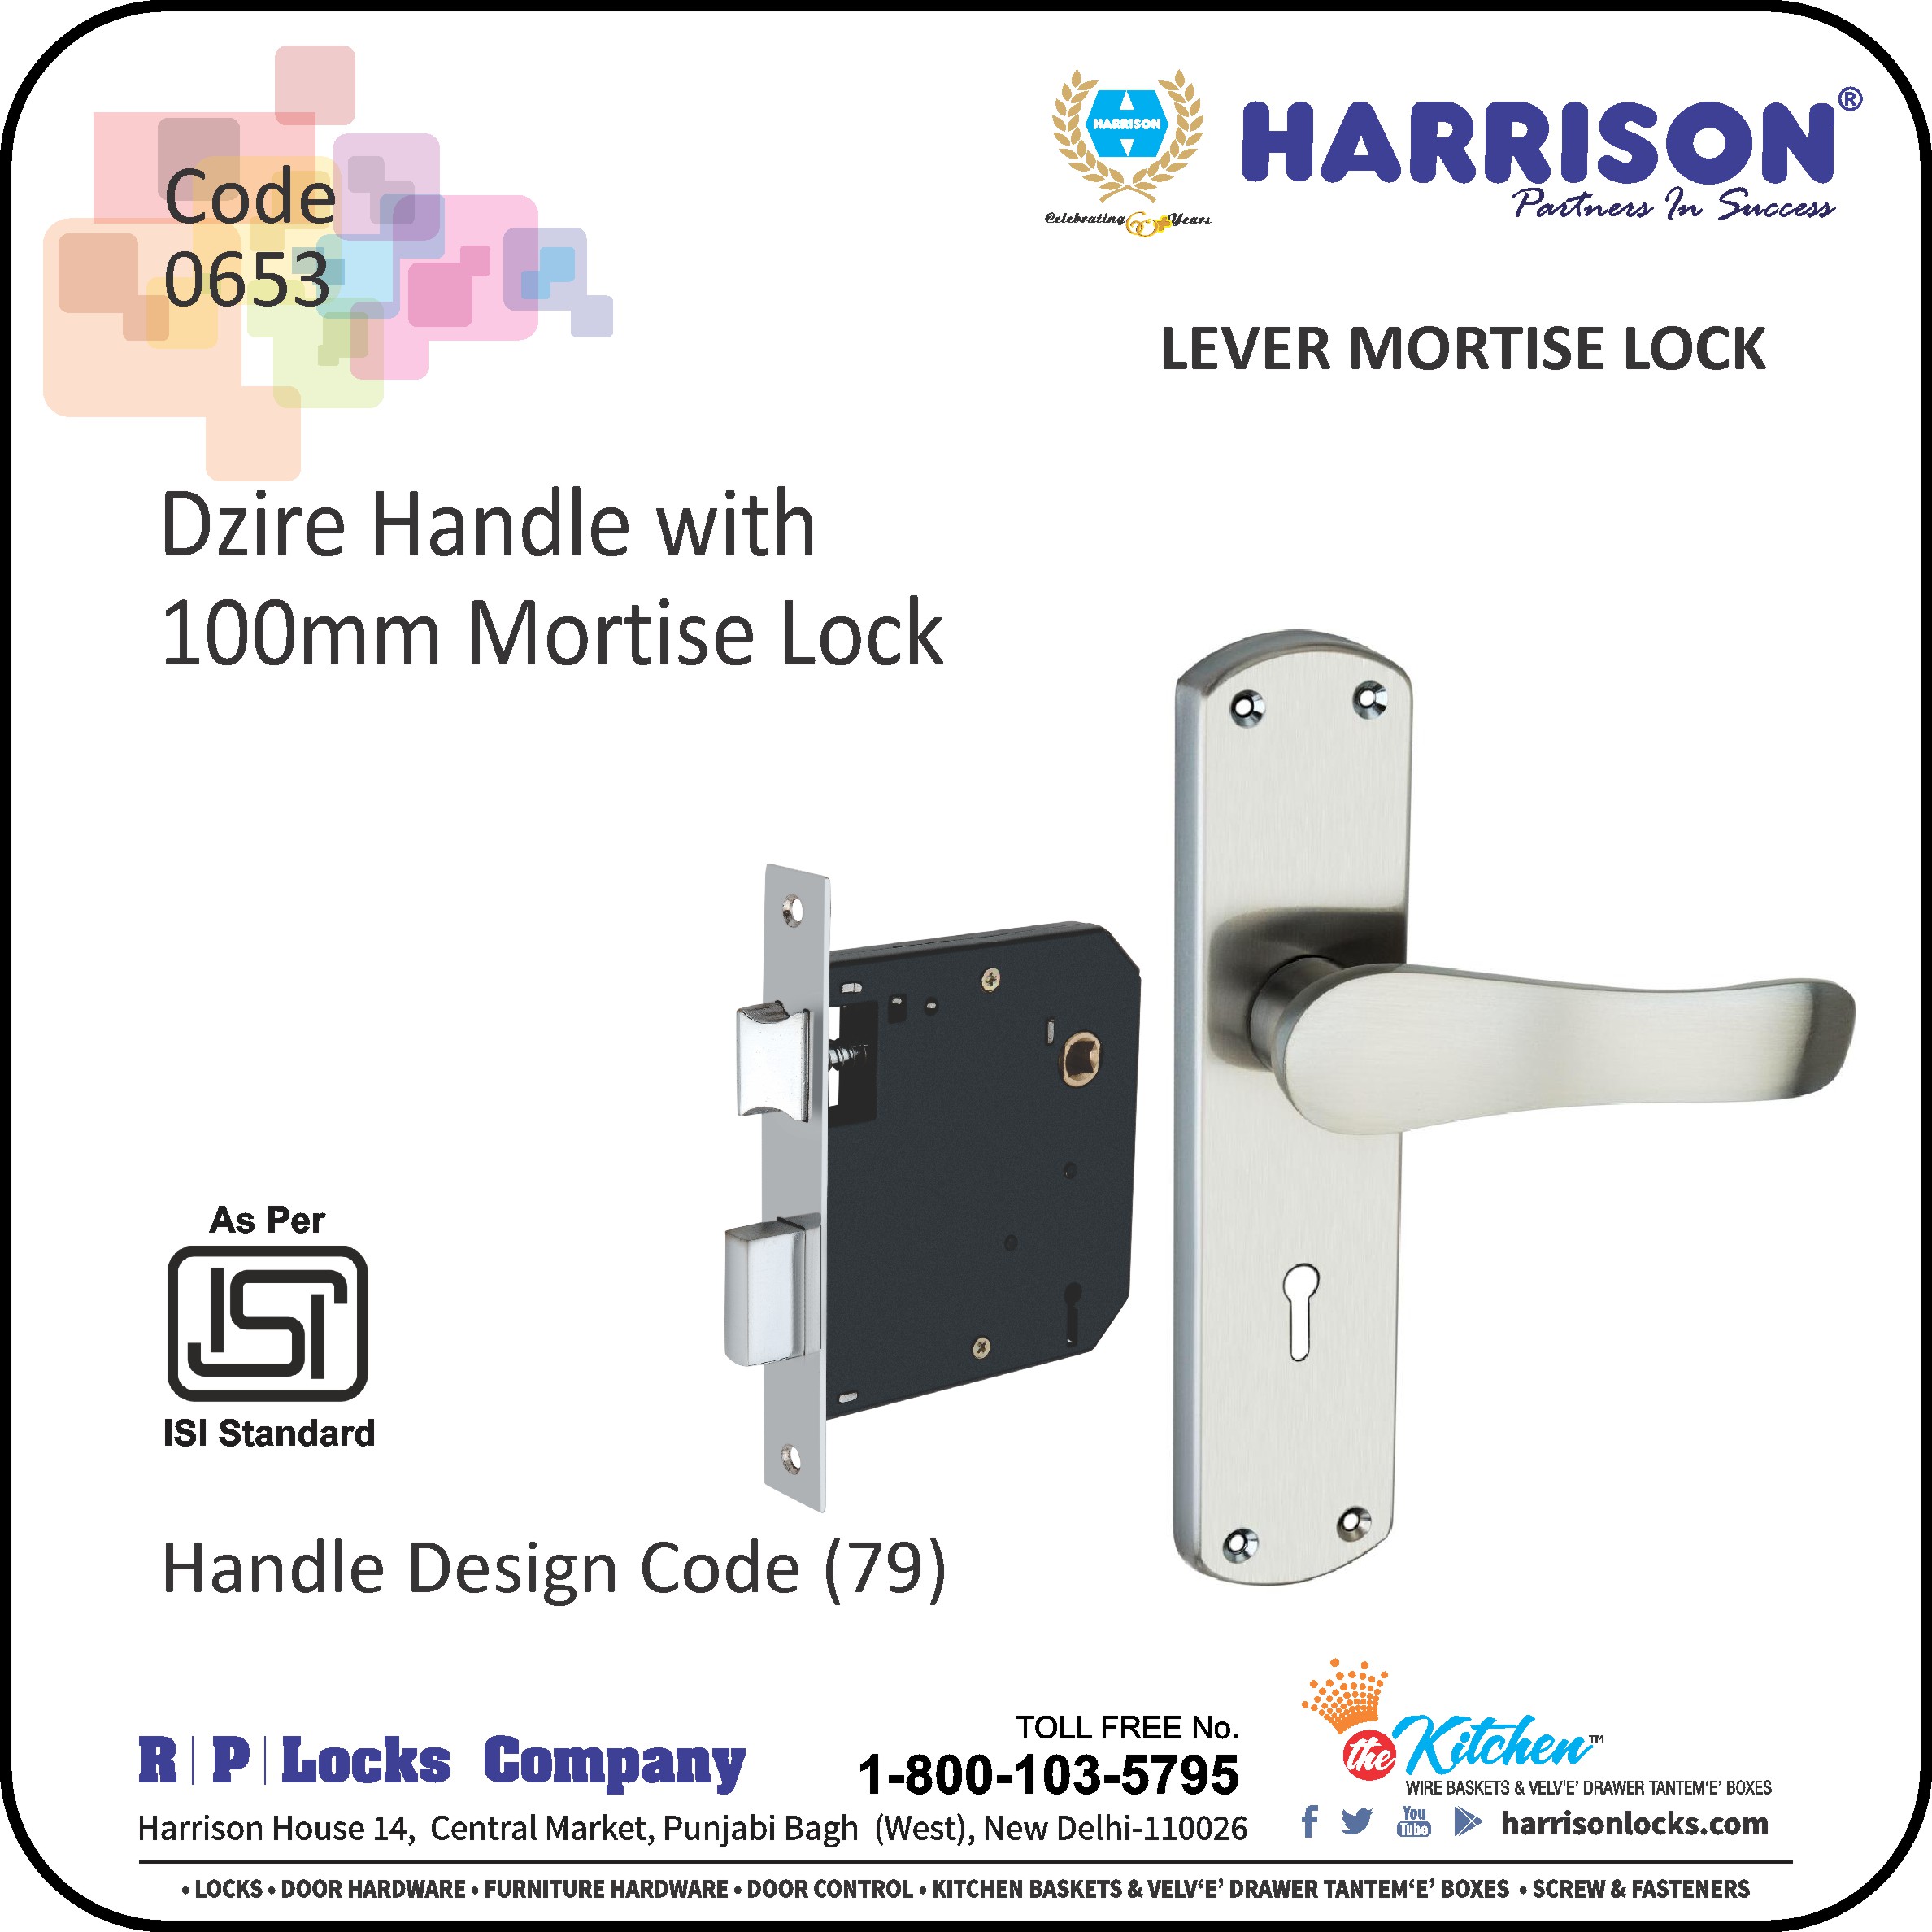 Code
0653
HARRISON
Celebrating 60+ Years
HARRISON®
Partners In Success
LEVER MORTISE LOCK
Dzire Handle with
100mm Mortise Lock
As Per
ISI
ISI Standard
Handle Design Code (79)
R|P|Locks Company
TOLL FREE No.
1-800-103-5795
Harrison House 14, Central Market, Punjabi Bagh (West), New Delhi-110026
the Kitchen™
WIRE BASKETS & VELV'E' DRAWER TANTEM‘E’ BOXES
f You Tube harrisonlocks.com
• LOCKS • DOOR HARDWARE • FURNITURE HARDWARE • DOOR CONTROL • KITCHEN BASKETS & VELV‘E’ DRAWER TANTEM‘E’ BOXES • SCREW & FASTENERS